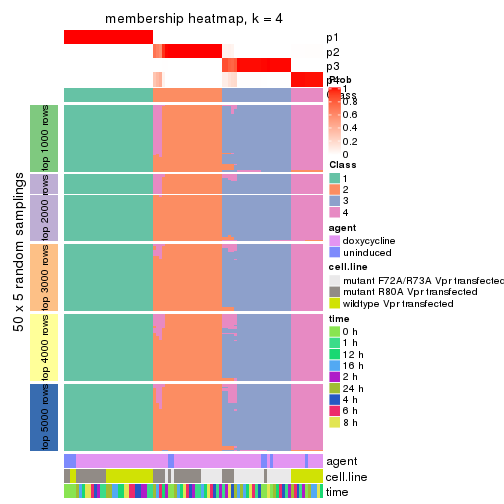 membership heatmap, k = 4
p1
p2
p3
p4
Prob
Class
1
0.8
0.6
0.4
0.2
0
50 x 5 random samplings
top 1000 rows
top 2000 rows
top 3000 rows
top 4000 rows
top 5000 rows
Class
1
2
3
4
agent
doxycycline
uninduced
cell.line
mutant F72A/R73A Vpr transfected
mutant R80A Vpr transfected
wildtype Vpr transfected
time
0 h
1 h
12 h
16 h
2 h
24 h
4 h
6 h
8 h
agent
cell.line
time